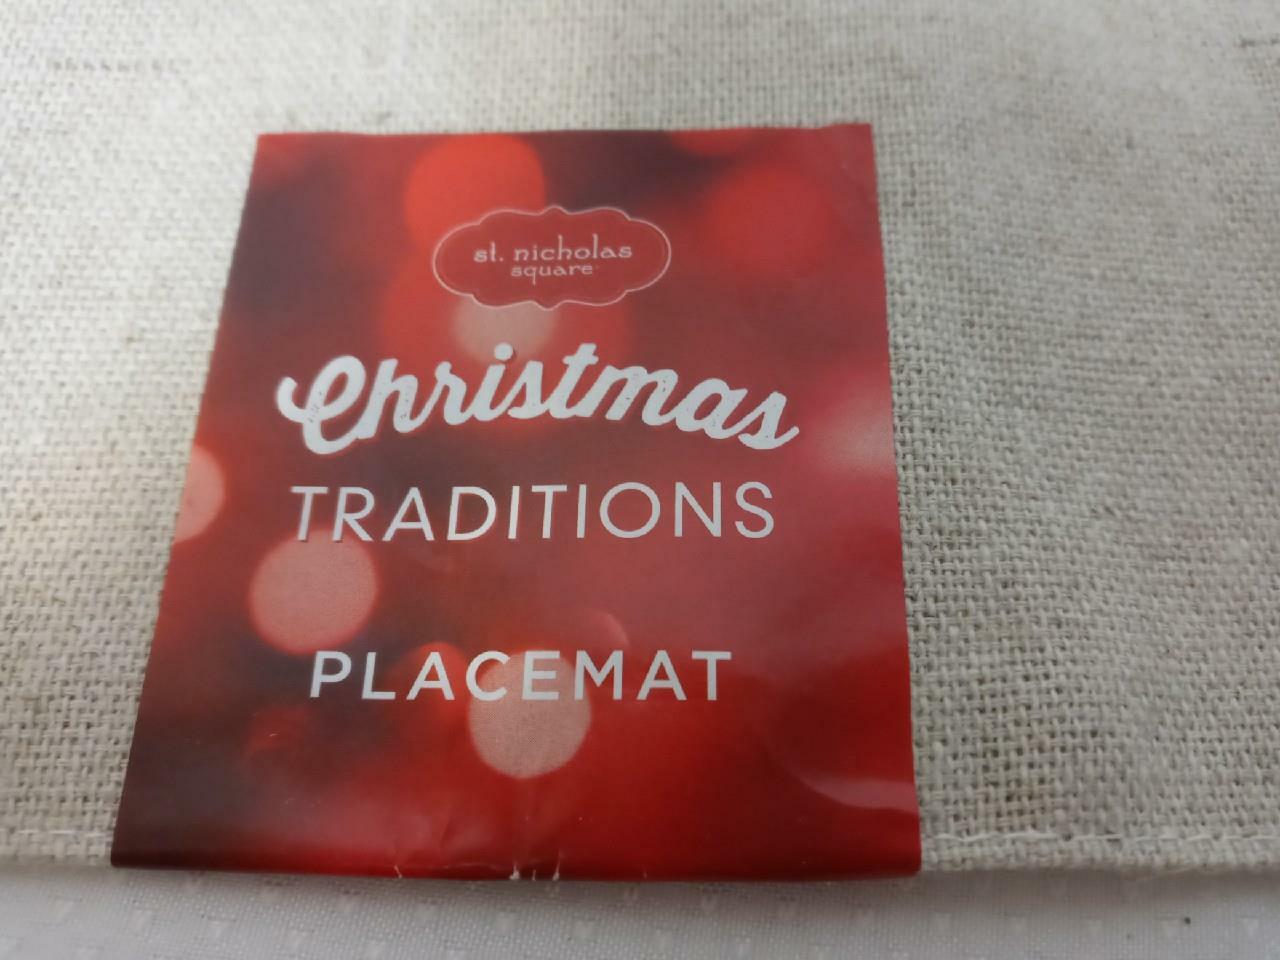 st. nicholas
square
Christmas
TRADITIONS
PLACEMAT